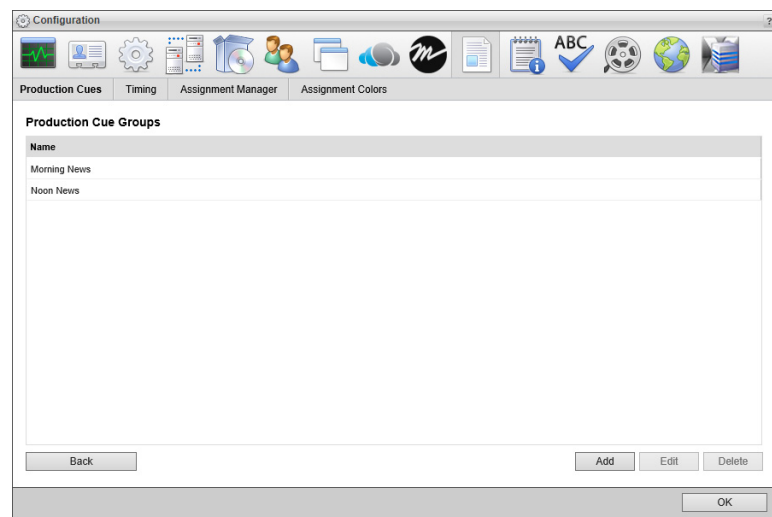 Configuration
?
ABC
Production Cues Timing Assignment Manager Assignment Colors
Production Cue Groups
Name
Morning News
Noon News
Back Add Edit Delete
OK